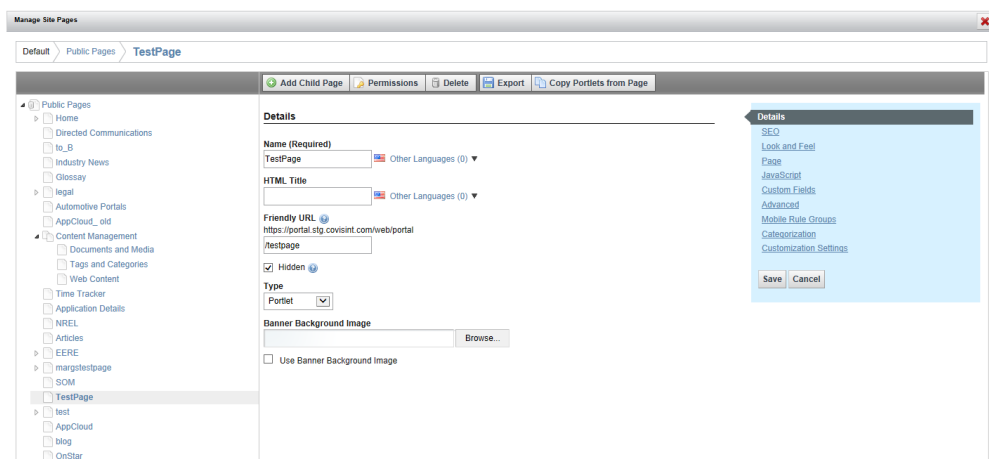 Manage Site Pages
Default
Public Pages
TestPage
Add Child Page
Permissions
Delete
Export
Copy Portlets from Page
Public Pages
Home
Directed Communications
to_B
Industry News
Glossay
legal
Automotive Portals
AppCloud_ old
Content Management
Documents and Media
Tags and Categories
Web Content
Time Tracker
Application Details
NREL
Articles
EERE
margstestpage
SOM
TestPage
test
AppCloud
blog
OnStar
Details
Name (Required)
TestPage
Other Languages (0) ▼
HTML Title
Other Languages (0) ▼
Friendly URL
https://portal.stg.covisint.com/web/portal
/testpage
Hidden
Type
Portlet
Banner Background Image
Browse...
Use Banner Background Image
Details
SEO
Look and Feel
Page
JavaScript
Custom Fields
Advanced
Mobile Rule Groups
Categorization
Customization Settings
Save
Cancel